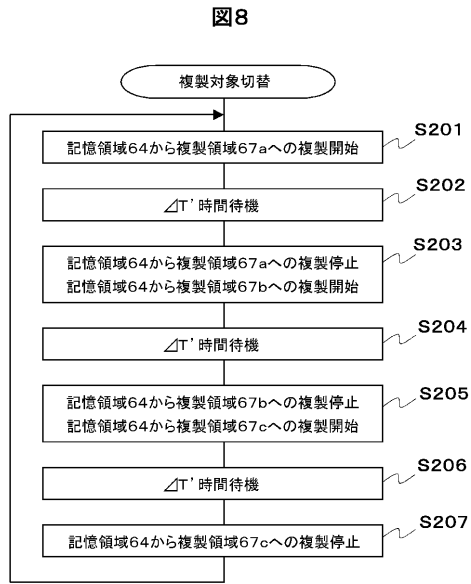 図8
複製対象切替
記憶領域64から複製領域67aへの複製開始
S201
⊿T'時間待機
S202
記憶領域64から複製領域67aへの複製停止
記憶領域64から複製領域67bへの複製開始
S203
⊿T'時間待機
S204
記憶領域64から複製領域67bへの複製停止
記憶領域64から複製領域67cへの複製開始
S205
⊿T'時間待機
S206
記憶領域64から複製領域67cへの複製停止
S207